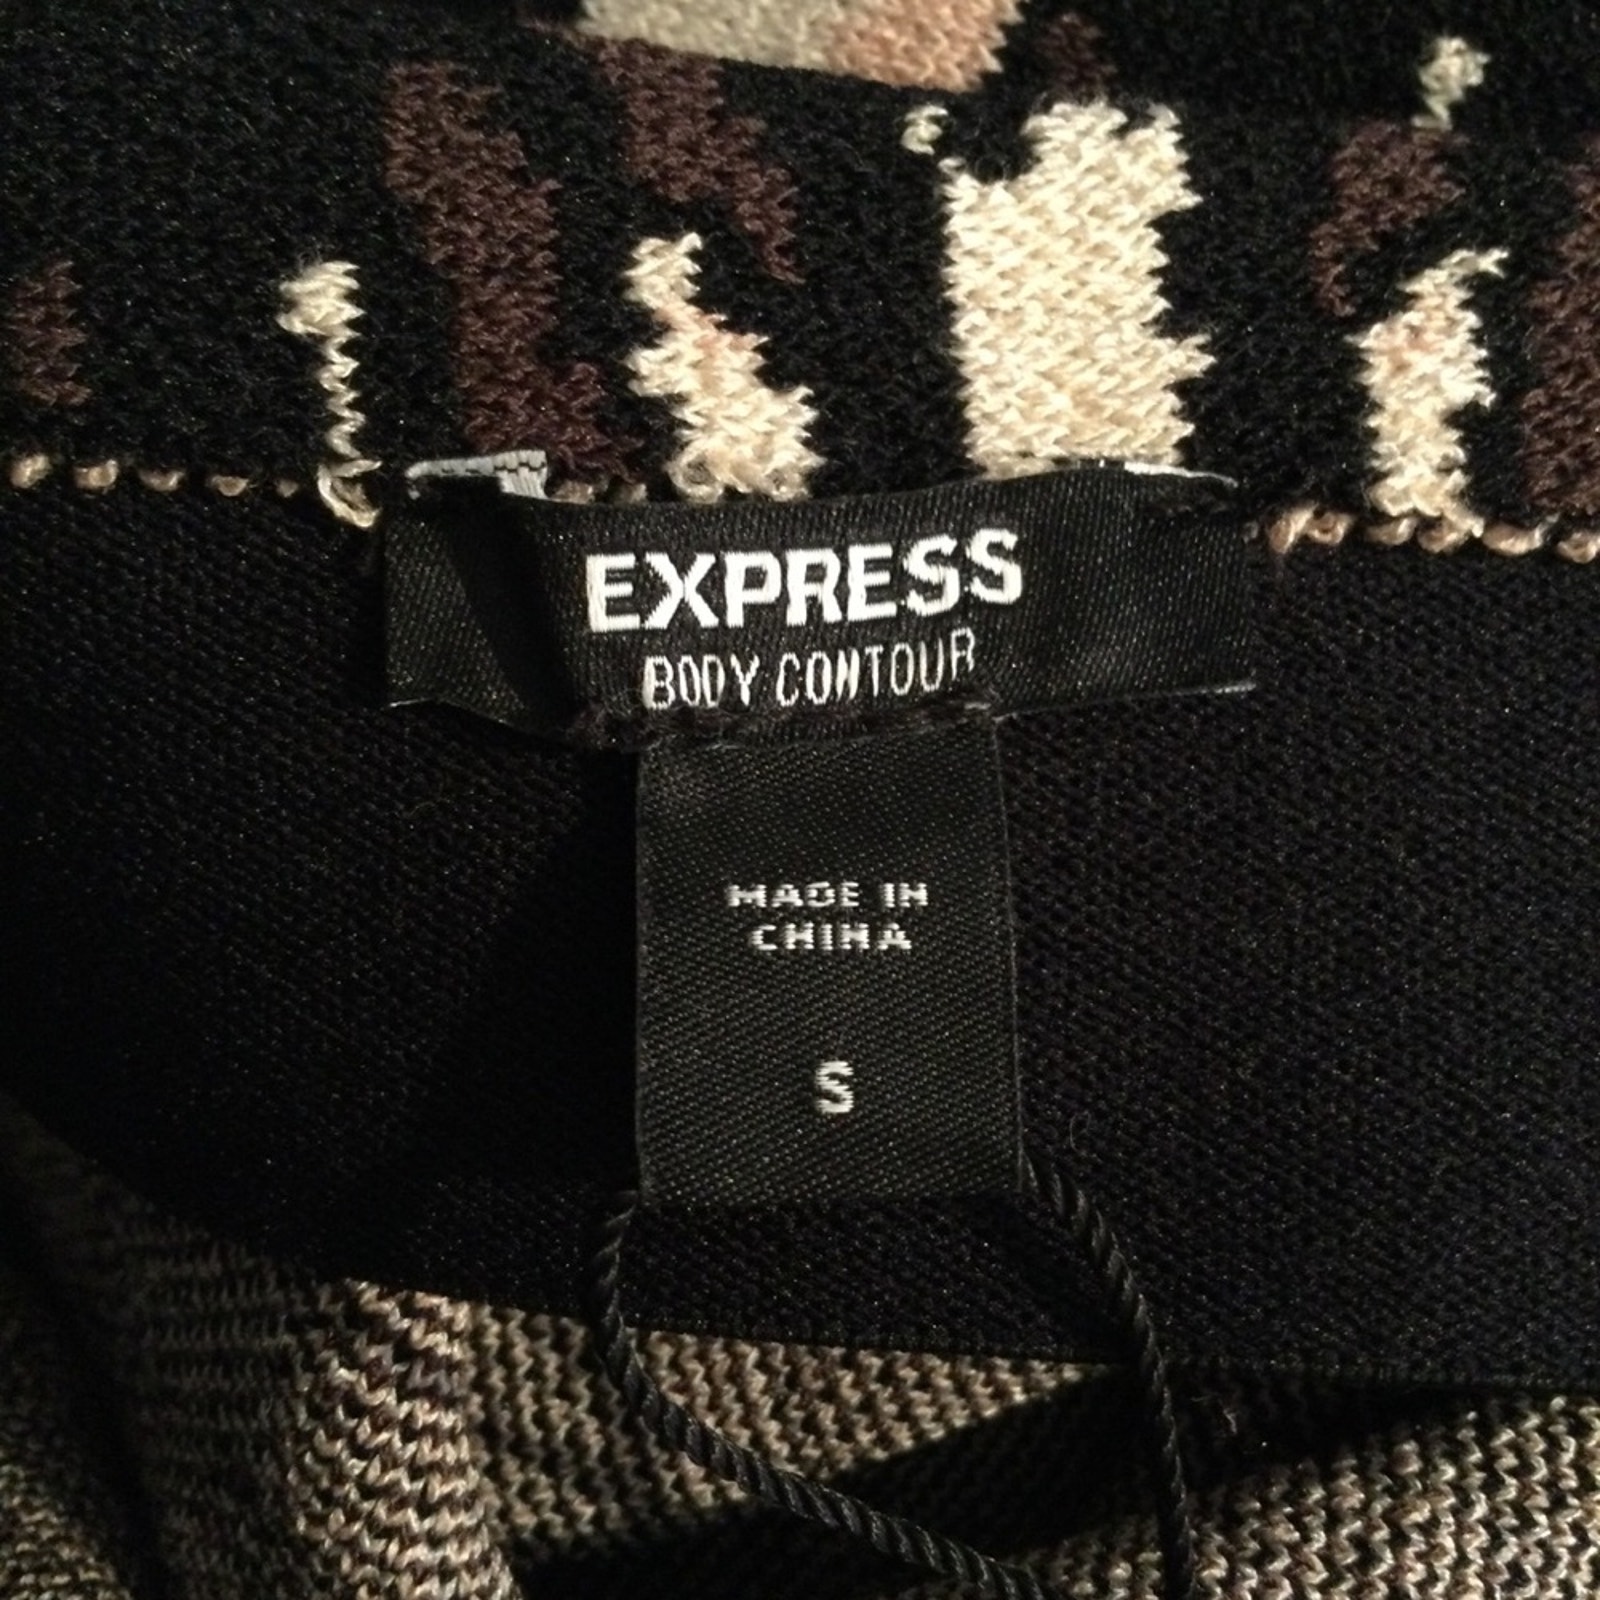 EXPRESS
BODY CONTOUR
MADE IN
CHINA
S